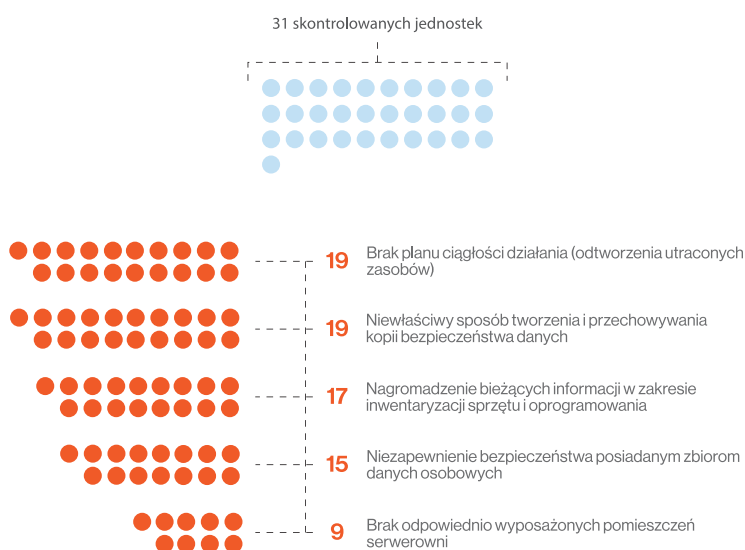 31 skontrolowanych jednostek
19 Brak planu ciągłości działania (odtworzenia utraconych
zasobów)
19 Niewłaściwy sposób tworzenia i przechowywania
kopii bezpieczeństwa danych
17 Nagromadzenie bieżących informacji w zakresie
inwentaryzacji sprzętu i oprogramowania
15 Niezapewnienie bezpieczeństwa posiadanym zbiorom
danych osobowych
9 Brak odpowiednio wyposażonych pomieszczeń
serwerowni